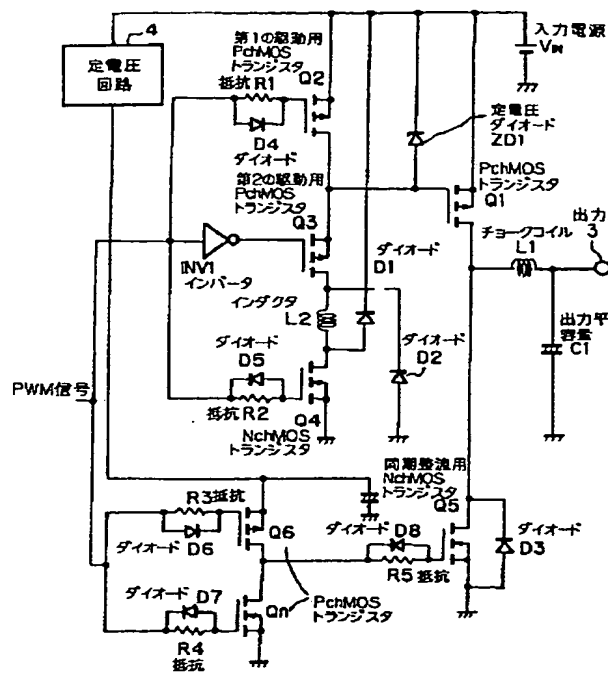 4
定電圧
回路
第1の駆動用
PchMOS
トランジスタ
抵抗 R1
Q2
D4
ダイオード
入力電源
VIN
定電圧
ダイオード
ZD1
第2の駆動用
PchMOS
トランジスタ
Q3
PchMOS
トランジスタ
Q1
INV1
インバータ
ダイオード
D1
チョークコイル
L1
出力
3
インダクタ
L2
ダイオード
D5
ダイオード
D2
出力平
容量
C1
PWM信号
抵抗 R2
Q4
NchMOS
トランジスタ
同期整流用
NchMOS
トランジスタ
Q5
R3抵抗
Q6
ダイオード D6
ダイオード
D8
R5 抵抗
ダイオード
D3
ダイオード
D7
Qn
PchMOS
トランジスタ
R4
抵抗